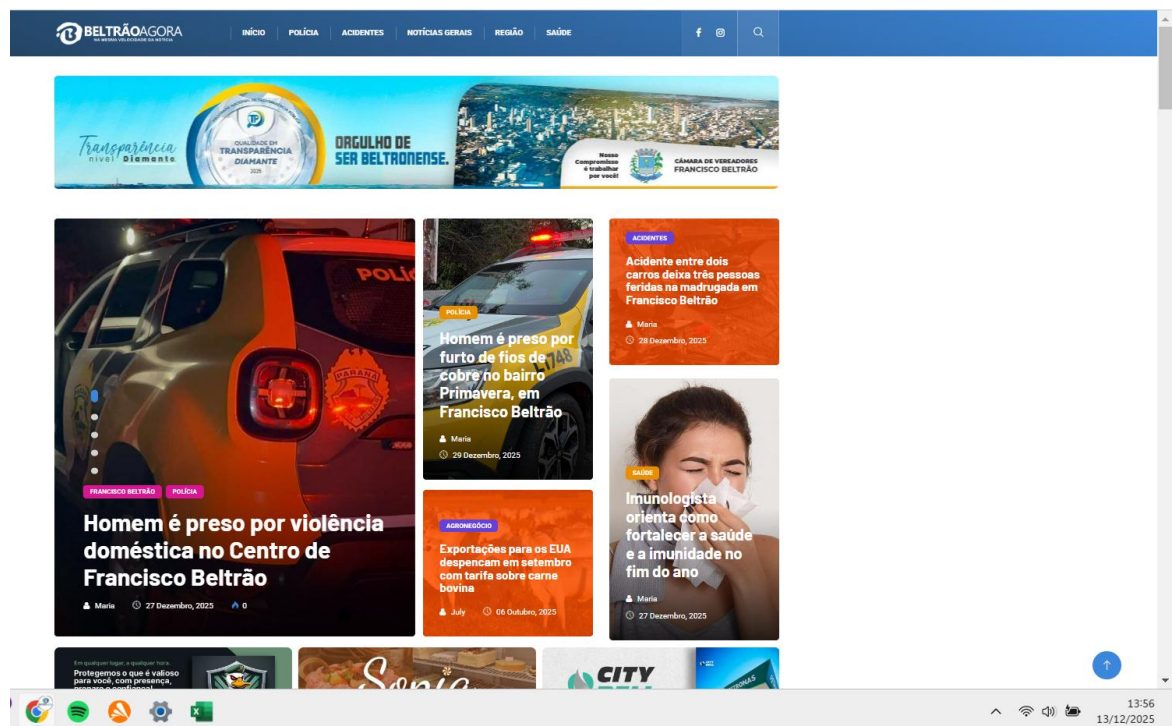 BELTRÃOAGORA
NA MESMA VELOCIDADE DA NOTÍCIA
INÍCIO
POLÍCIA
ACIDENTES
NOTÍCIAS GERAIS
REGIÃO
SAÚDE
Transparência
nível Diamante
QUALIDADE EM
TRANSPARÊNCIA
DIAMANTE
2025
ORGULHO DE
SER BELTRONENSE.
Nosso
Compromisso
é trabalhar
por você!
CÂMARA DE VEREADORES
FRANCISCO BELTRÃO
PARANÁ
FRANCISCO BELTRÃO
POLÍCIA
Homem é preso por violência
doméstica no Centro de
Francisco Beltrão
Maria
27 Dezembro, 2025
0
L1748
POLÍCIA
Homem é preso por
furto de fios de
cobre no bairro
Primavera, em
Francisco Beltrão
Maria
29 Dezembro, 2025
AGRONEGÓCIO
Exportações para os EUA
despencam em setembro
com tarifa sobre carne
bovina
July
06 Outubro, 2025
ACIDENTES
Acidente entre dois
carros deixa três pessoas
feridas na madrugada em
Francisco Beltrão
Maria
28 Dezembro, 2025
SAÚDE
Imunologista
orienta como
fortalecer a saúde
e a imunidade no
fim do ano
Maria
27 Dezembro, 2025
Em qualquer lugar, a qualquer hora.
Protegemos o que é valioso
para você, com presença,
preparo e confiança!
Sonia
CITY
13:56
13/12/2025